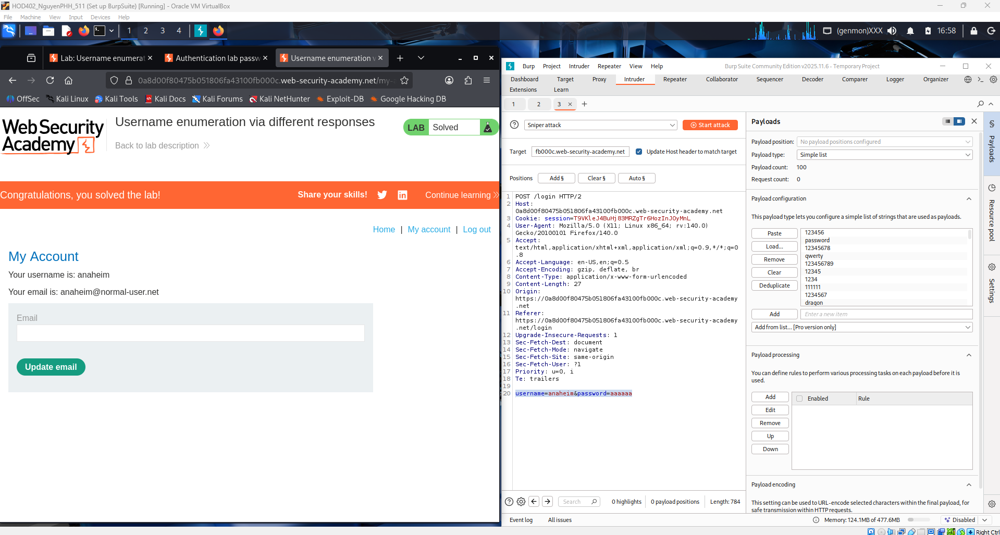 HOD402_NguyenPHH_511 (Set up BurpSuite) [Running] - Oracle VM VirtualBox
File Machine View Input Devices Help
1 2 3 4
(genmon)XXX 16:58
Lab: Username enumerat
Authentication lab passw
Username enumeration v
0a8d00f80475b051806fa43100fb000c.web-security-academy.net/my-a
OffSec Kali Linux Kali Tools Kali Docs Kali Forums Kali NetHunter Exploit-DB Google Hacking DB
Web Security
Academy
Username enumeration via different responses
Back to lab description
LAB Solved
Congratulations, you solved the lab!
Share your skills!
Continue learning
Home | My account | Log out
My Account
Your username is: anaheim
Your email is: anaheim@normal-user.net
Email
Update email
Burp Project Intruder Repeater View Help
Burp Suite Community Edition v2025.11.6 - Temporary Project
Dashboard Target Proxy Intruder Repeater Collaborator Sequencer Decoder Comparer Logger Organizer
Extensions Learn
1 2 3
Sniper attack
Start attack
Target fb000c.web-security-academy.net Update Host header to match target
Positions Add § Clear § Auto §
1 POST /login HTTP/2
2 Host:
0a8d00f80475b051806fa43100fb000c.web-security-academy.net
3 Cookie: session=T9VKleJ4BuHj83MRZgTr6HozInJOyMnL
4 User-Agent: Mozilla/5.0 (X11; Linux x86_64; rv:140.0)
Gecko/20100101 Firefox/140.0
5 Accept:
text/html,application/xhtml+xml,application/xml;q=0.9,*/*;q=0
.8
6 Accept-Language: en-US,en;q=0.5
7 Accept-Encoding: gzip, deflate, br
8 Content-Type: application/x-www-form-urlencoded
9 Content-Length: 27
10 Origin:
https://0a8d00f80475b051806fa43100fb000c.web-security-academy
.net
11 Referer:
https://0a8d00f80475b051806fa43100fb000c.web-security-academy
.net/login
12 Upgrade-Insecure-Requests: 1
13 Sec-Fetch-Dest: document
14 Sec-Fetch-Mode: navigate
15 Sec-Fetch-Site: same-origin
16 Sec-Fetch-User: ?1
17 Priority: u=0, i
18 Te: trailers
19
20 username=anaheim&password=aaaaaa
Search
0 highlights
0 payload positions
Length: 784
Event log All issues
Payloads
Payload position: No payload positions configured
Payload type: Simple list
Payload count: 100
Request count: 0
Payload configuration
This payload type lets you configure a simple list of strings that are used as payloads.
Paste
Load...
Remove
Clear
Deduplicate
123456
password
12345678
qwerty
123456789
12345
1234
111111
1234567
dragon
Add Enter a new item
Add from list... [Pro version only]
Payload processing
You can define rules to perform various processing tasks on each payload before it is
used.
Add
Edit
Remove
Up
Down
Enabled Rule
Payload encoding
This setting can be used to URL-encode selected characters within the final payload, for
safe transmission within HTTP requests.
§
Payloads
Resource pool
Settings
Memory: 124.1MB of 477.6MB
Disabled
Right Ctrl